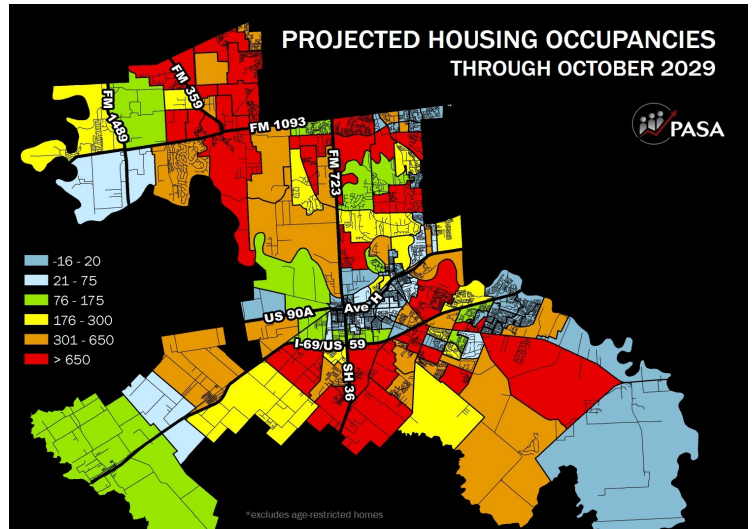 PROJECTED HOUSING OCCUPANCIES
THROUGH OCTOBER 2029
PASA
FM 359
FM 1489
FM 1093
FM 723
-16 - 20
21 - 75
76 - 175
176 - 300
301 - 650
> 650
US 90A
Ave H
I-69/US 59
SH 36
*excludes age-restricted homes